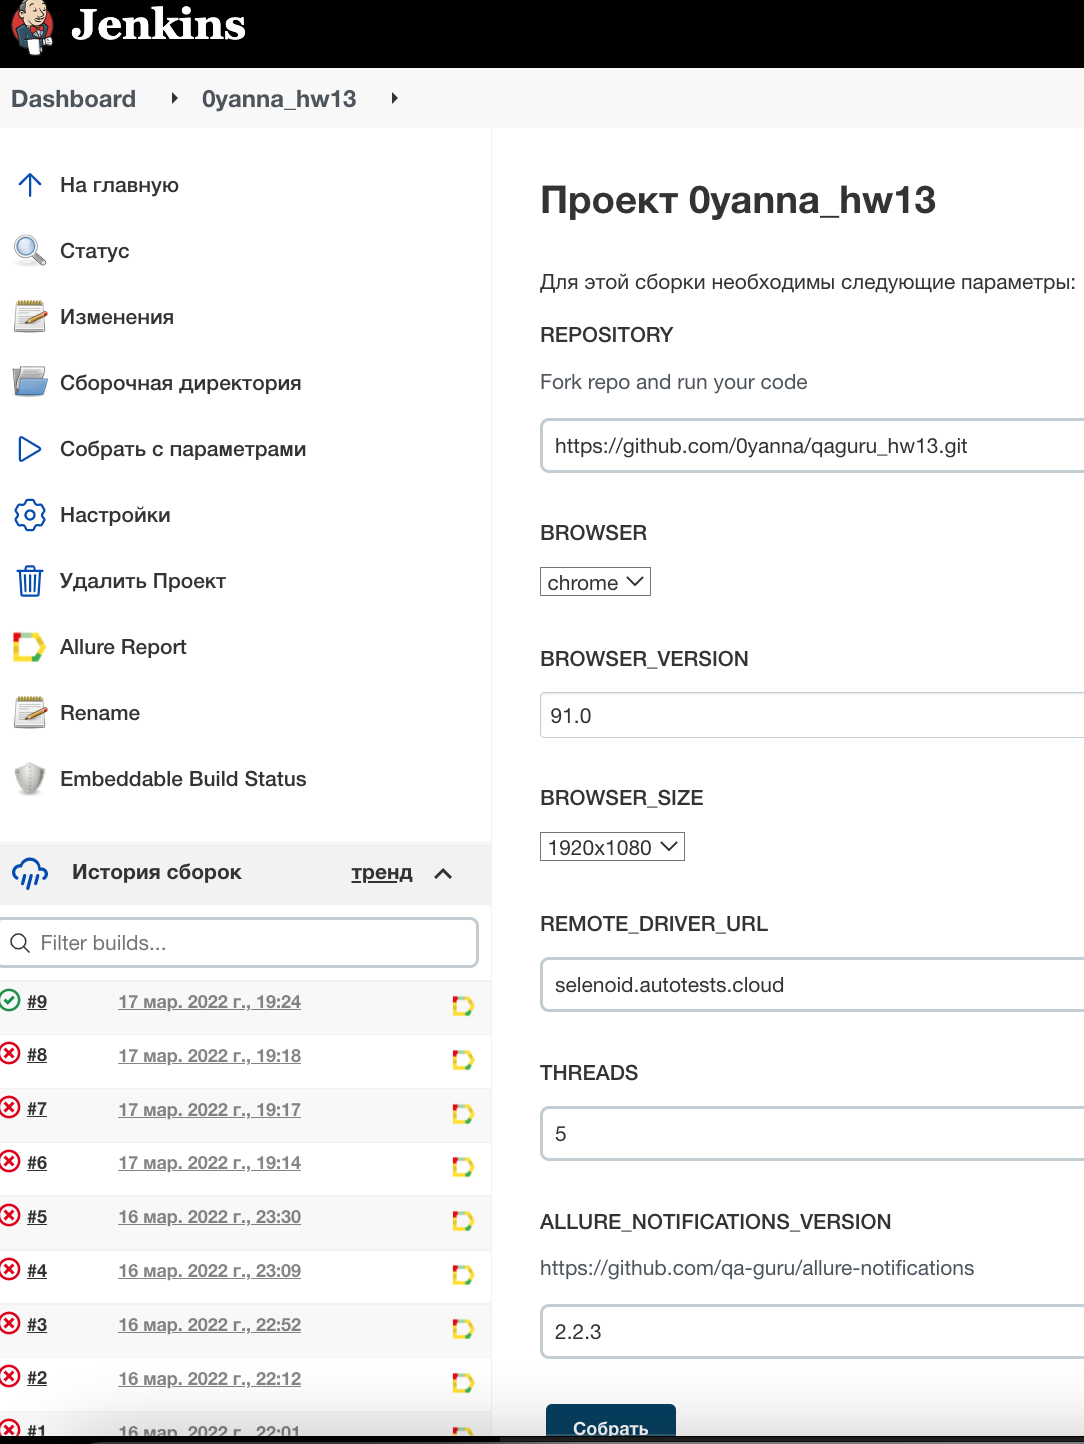 Jenkins
Dashboard
0yanna_hw13
На главную
Статус
Изменения
Сборочная директория
Собрать с параметрами
Настройки
Удалить Проект
Allure Report
Rename
Embeddable Build Status
История сборок
тренд
Filter builds...
#9 17 мар. 2022 г., 19:24
#8 17 мар. 2022 г., 19:18
#7 17 мар. 2022 г., 19:17
#6 17 мар. 2022 г., 19:14
#5 16 мар. 2022 г., 23:30
#4 16 мар. 2022 г., 23:09
#3 16 мар. 2022 г., 22:52
#2 16 мар. 2022 г., 22:12
#1 16 мар. 2022 г., 22:01
Проект 0yanna_hw13
Для этой сборки необходимы следующие параметры:
REPOSITORY
Fork repo and run your code
https://github.com/0yanna/qaguru_hw13.git
BROWSER
chrome
BROWSER_VERSION
91.0
BROWSER_SIZE
1920x1080
REMOTE_DRIVER_URL
selenoid.autotests.cloud
THREADS
5
ALLURE_NOTIFICATIONS_VERSION
https://github.com/qa-guru/allure-notifications
2.2.3
Собрать